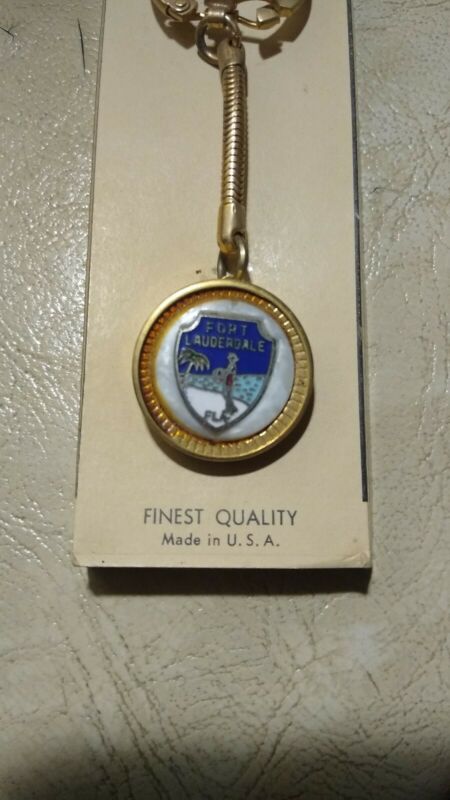 FORT
LAUDERDALE
FLA
FINEST QUALITY
Made in U. S. A.